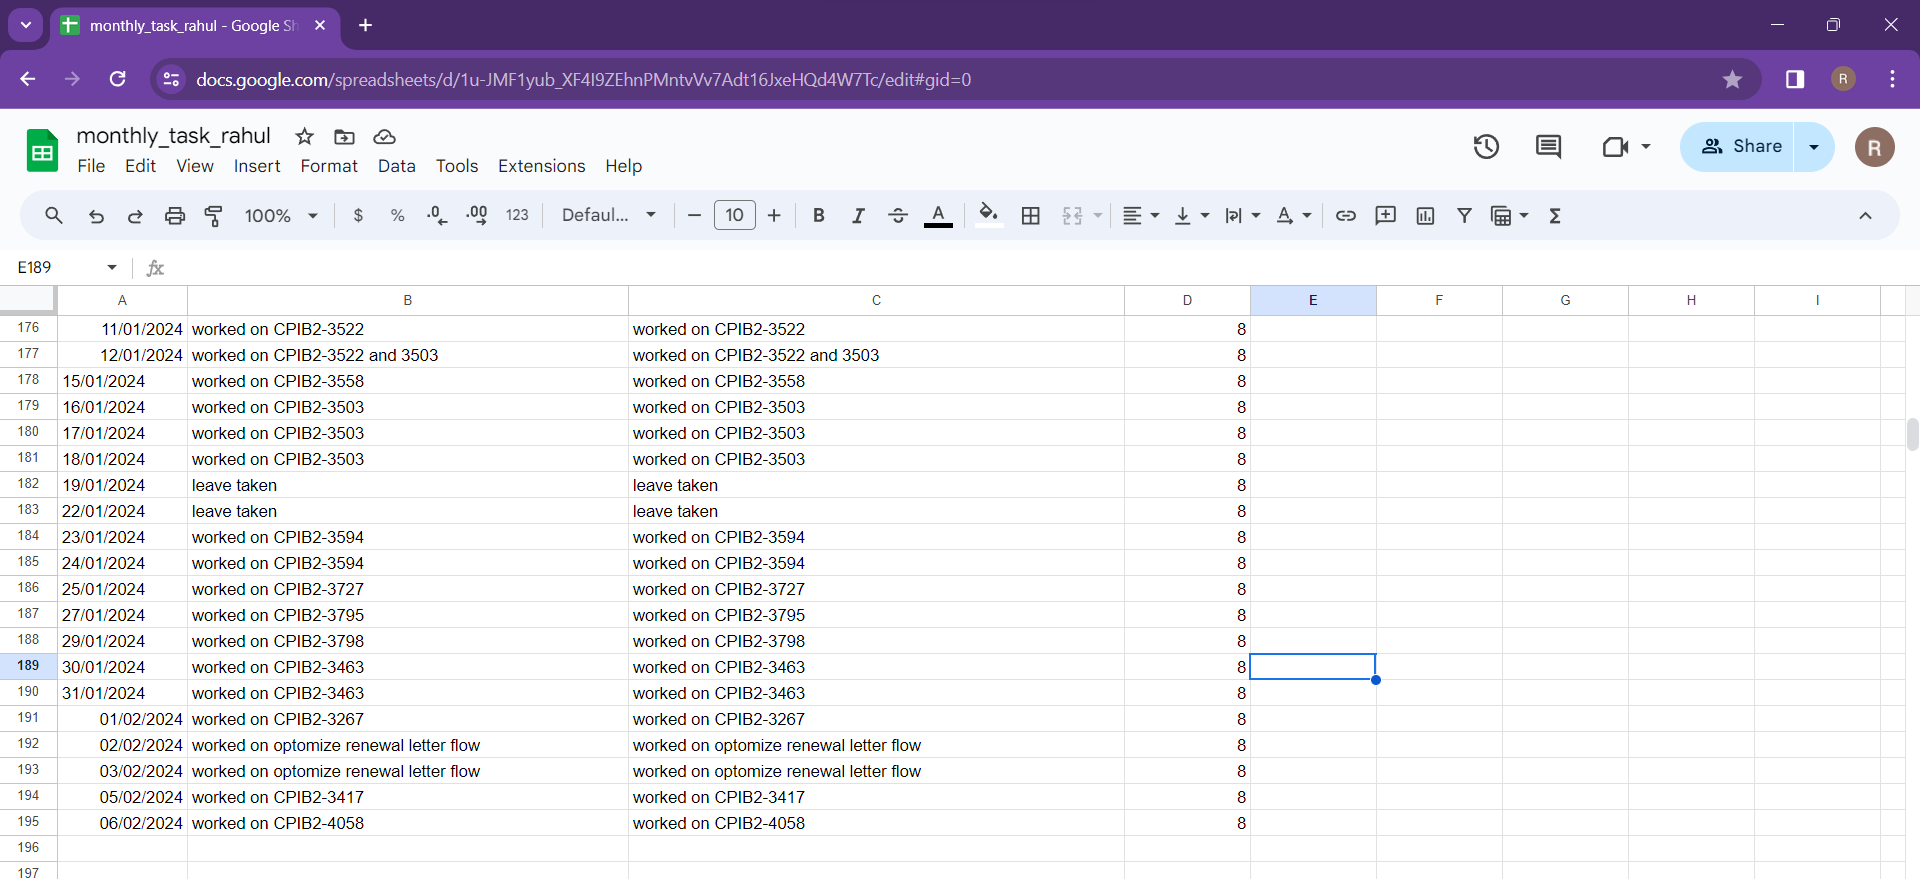 monthly_task_rahul - Google Sh
docs.google.com/spreadsheets/d/1u-JMF1yub_XF4I9ZEhnPMntvVv7Adt16JxeHQd4W7Tc/edit#gid=0
R
monthly_task_rahul
File Edit View Insert Format Data Tools Extensions Help
Share
R
100% $ % .0 .00 123 Defaul... 10 B I A
E189 fx
A B C D E F G H I
176 11/01/2024 worked on CPIB2-3522 worked on CPIB2-3522 8
177 12/01/2024 worked on CPIB2-3522 and 3503 worked on CPIB2-3522 and 3503 8
178 15/01/2024 worked on CPIB2-3558 worked on CPIB2-3558 8
179 16/01/2024 worked on CPIB2-3503 worked on CPIB2-3503 8
180 17/01/2024 worked on CPIB2-3503 worked on CPIB2-3503 8
181 18/01/2024 worked on CPIB2-3503 worked on CPIB2-3503 8
182 19/01/2024 leave taken leave taken 8
183 22/01/2024 leave taken leave taken 8
184 23/01/2024 worked on CPIB2-3594 worked on CPIB2-3594 8
185 24/01/2024 worked on CPIB2-3594 worked on CPIB2-3594 8
186 25/01/2024 worked on CPIB2-3727 worked on CPIB2-3727 8
187 27/01/2024 worked on CPIB2-3795 worked on CPIB2-3795 8
188 29/01/2024 worked on CPIB2-3798 worked on CPIB2-3798 8
189 30/01/2024 worked on CPIB2-3463 worked on CPIB2-3463 8
190 31/01/2024 worked on CPIB2-3463 worked on CPIB2-3463 8
191 01/02/2024 worked on CPIB2-3267 worked on CPIB2-3267 8
192 02/02/2024 worked on optomize renewal letter flow worked on optomize renewal letter flow 8
193 03/02/2024 worked on optomize renewal letter flow worked on optomize renewal letter flow 8
194 05/02/2024 worked on CPIB2-3417 worked on CPIB2-3417 8
195 06/02/2024 worked on CPIB2-4058 worked on CPIB2-4058 8
196
197